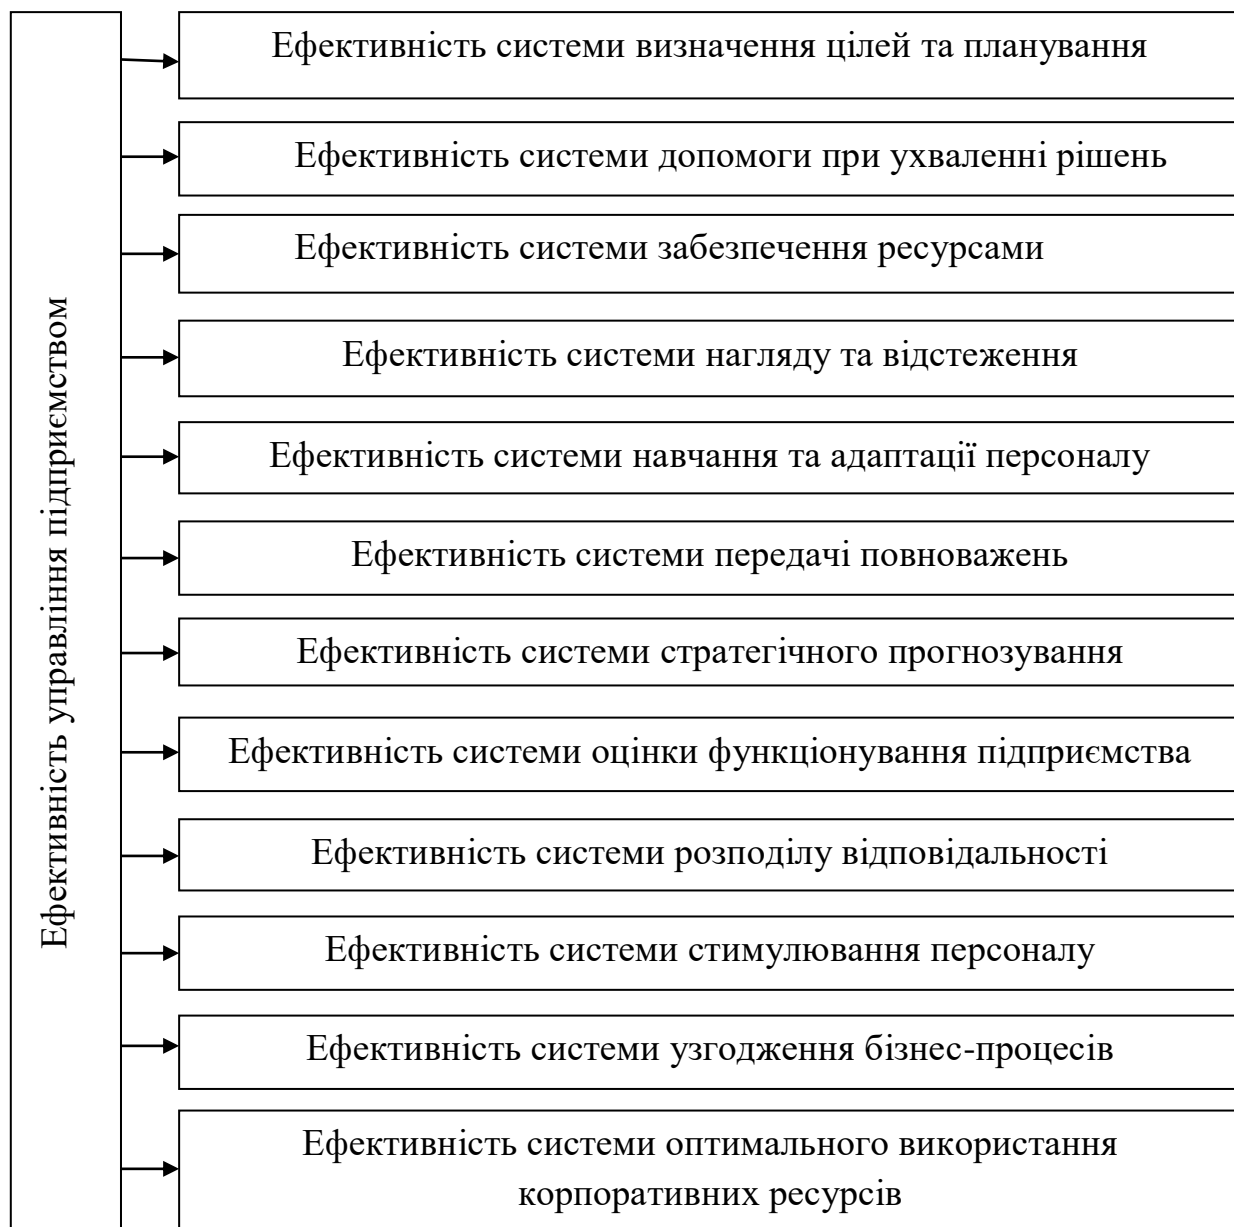 Ефективність управління підприємством
Ефективність системи визначення цілей та планування
Ефективність системи допомоги при ухваленні рішень
Ефективність системи забезпечення ресурсами
Ефективність системи нагляду та відстеження
Ефективність системи навчання та адаптації персоналу
Ефективність системи передачі повноважень
Ефективність системи стратегічного прогнозування
Ефективність системи оцінки функціонування підприємства
Ефективність системи розподілу відповідальності
Ефективність системи стимулювання персоналу
Ефективність системи узгодження бізнес-процесів
Ефективність системи оптимального використання
корпоративних ресурсів